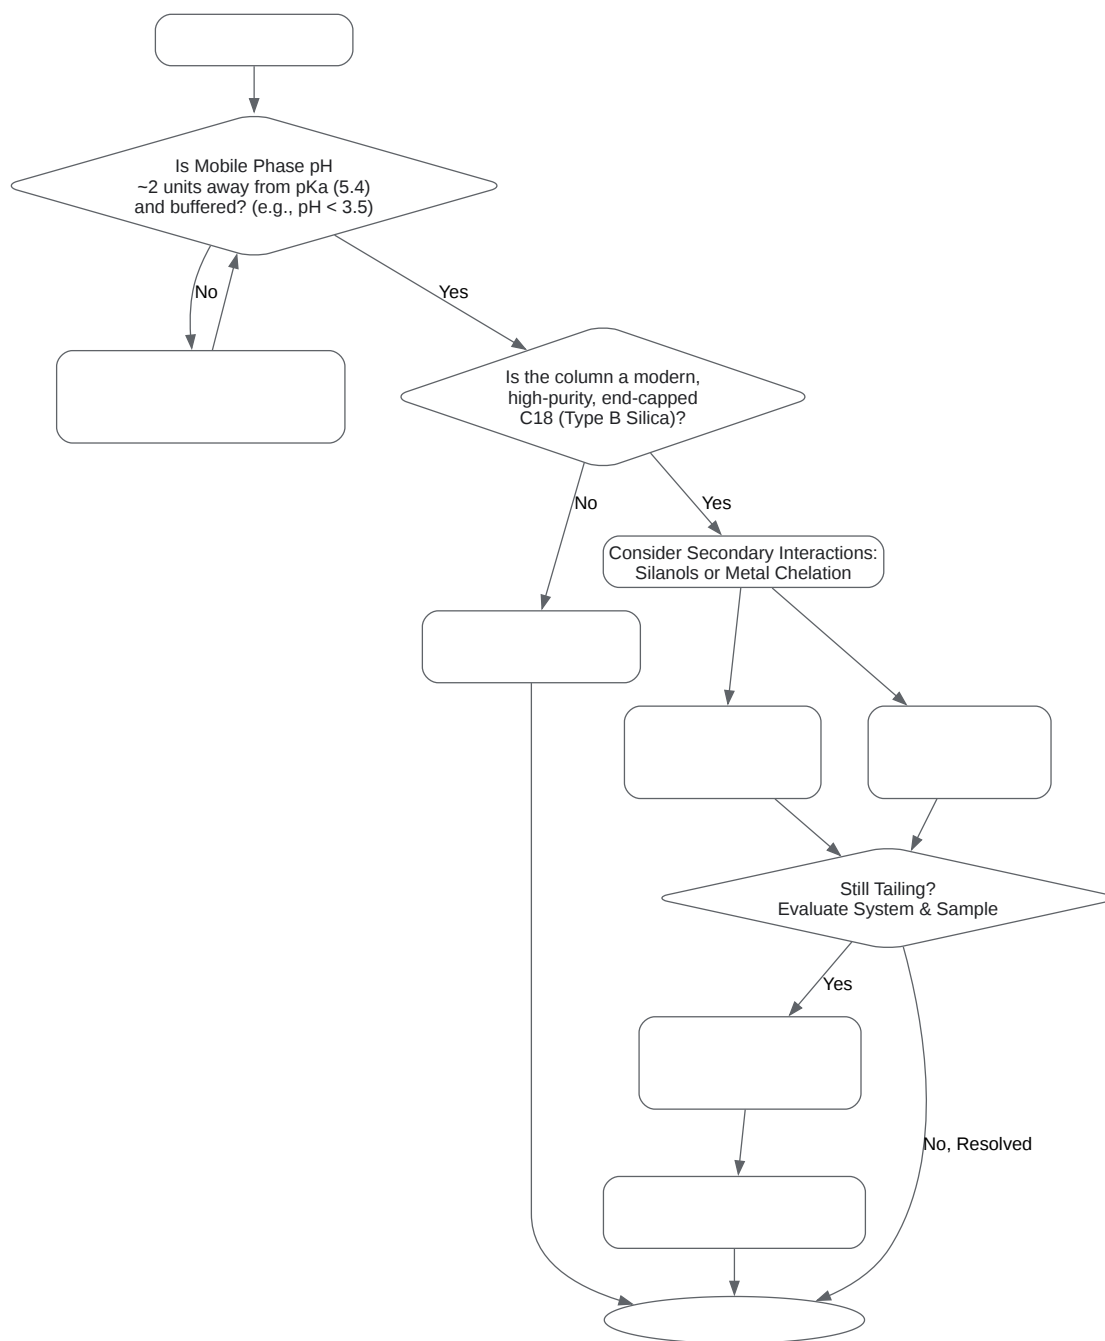 Is Mobile Phase pH
~2 units away from pKa (5.4)
and buffered? (e.g., pH < 3.5)
No
Yes
Is the column a modern,
high-purity, end-capped
C18 (Type B Silica)?
No
Yes
Consider Secondary Interactions:
Silanols or Metal Chelation
Still Tailing?
Evaluate System & Sample
Yes
No, Resolved